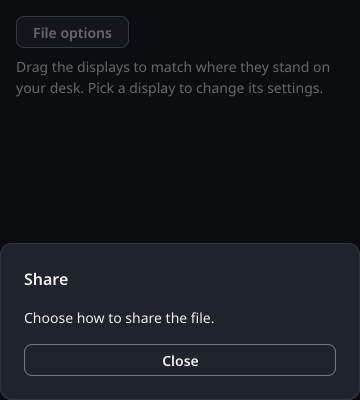 File options
Drag the displays to match where they stand on
your desk. Pick a display to change its settings.
Share
Choose how to share the file.
Close